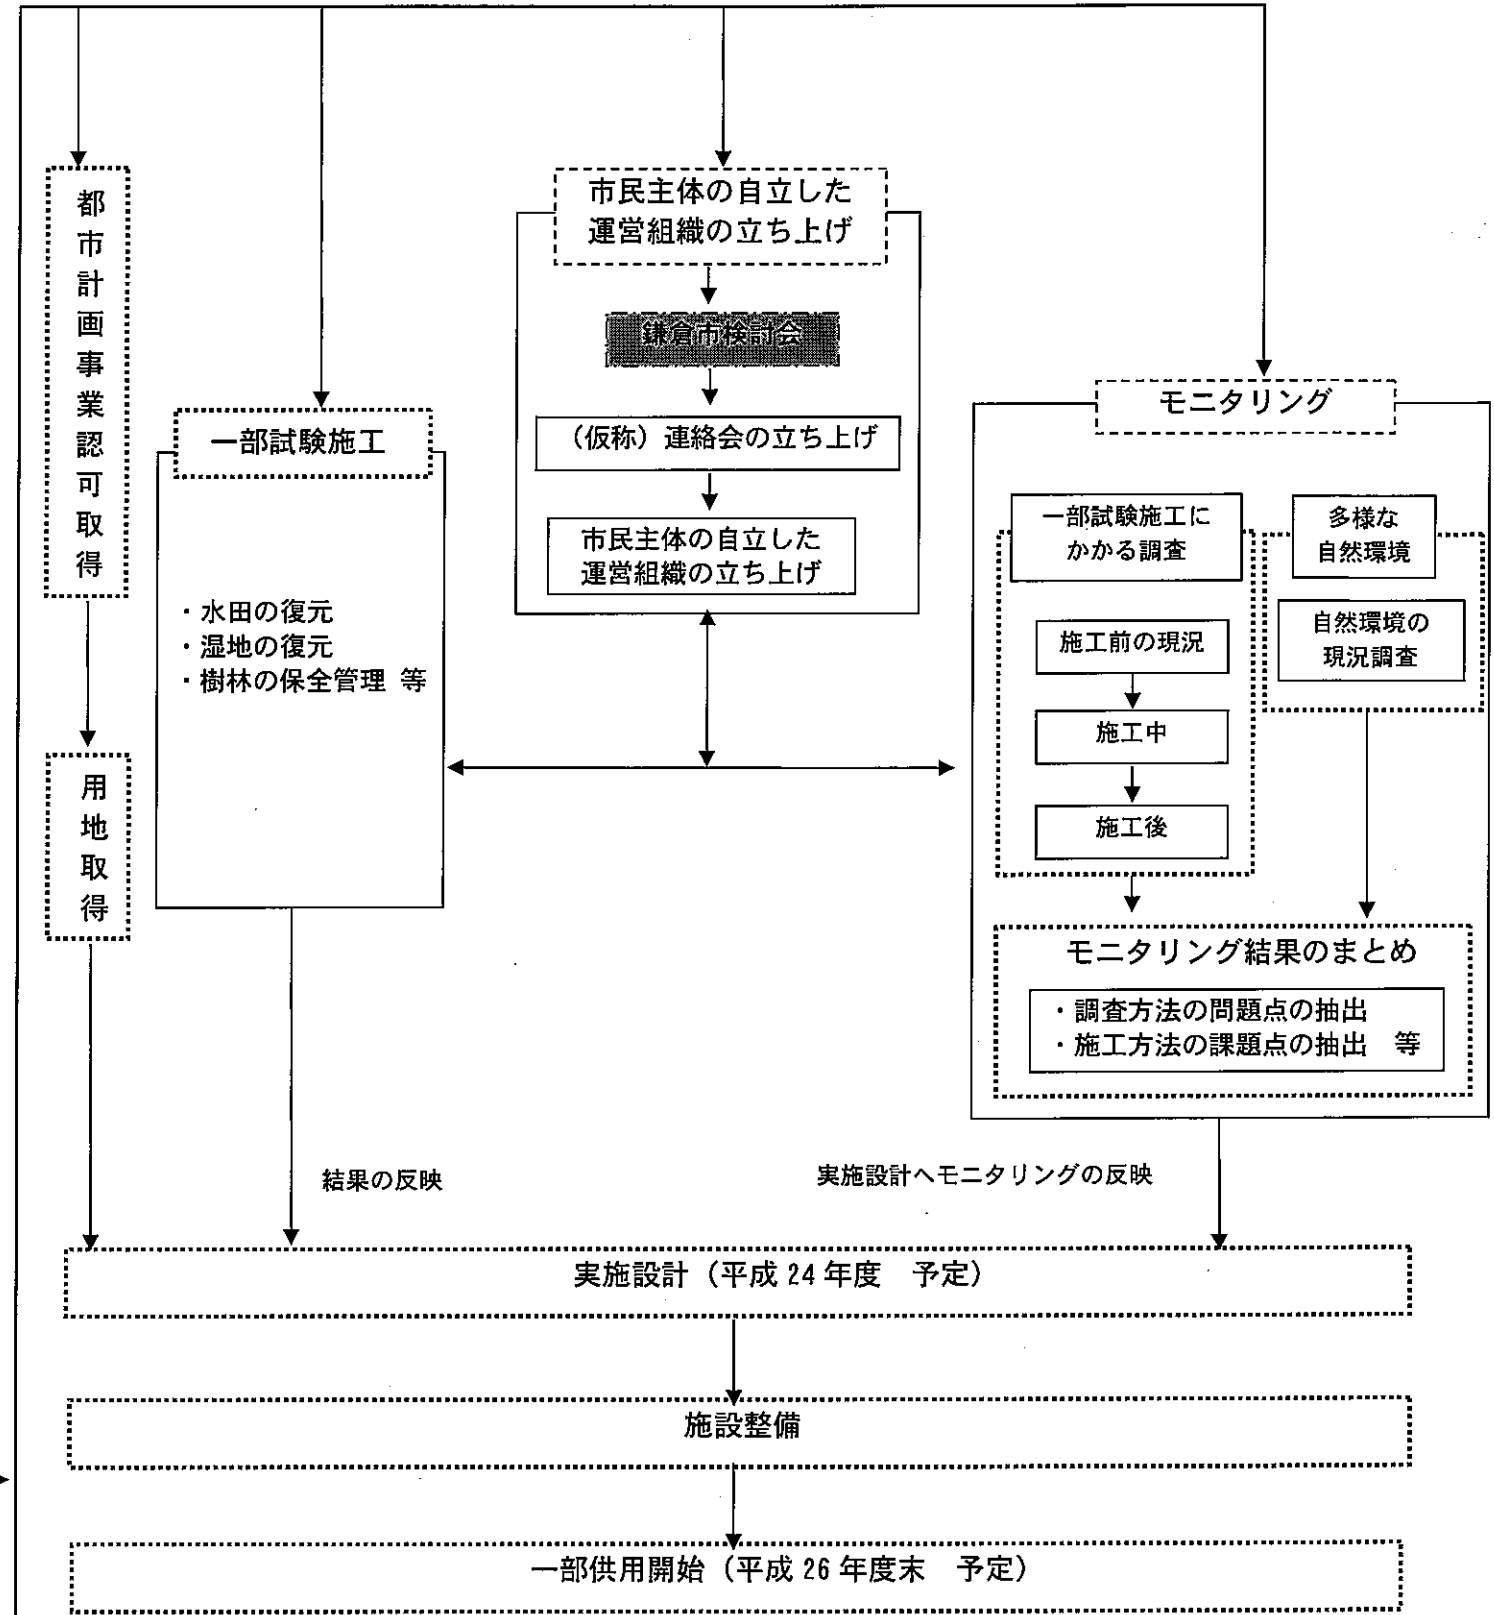 都市計画事業認可取得
用地取得
一部試験施工
・水田の復元
・湿地の復元
・樹林の保全管理 等
市民主体の自立した
運営組織の立ち上げ
鎌倉市検討会
（仮称）連絡会の立ち上げ
市民主体の自立した
運営組織の立ち上げ
モニタリング
一部試験施工に
かかる調査
施工前の現況
施工中
施工後
多様な
自然環境
自然環境の
現況調査
モニタリング結果のまとめ
・調査方法の問題点の抽出
・施工方法の課題点の抽出　等
結果の反映
実施設計へモニタリングの反映
実施設計（平成 24 年度　予定）
施設整備
一部供用開始（平成 26 年度末　予定）